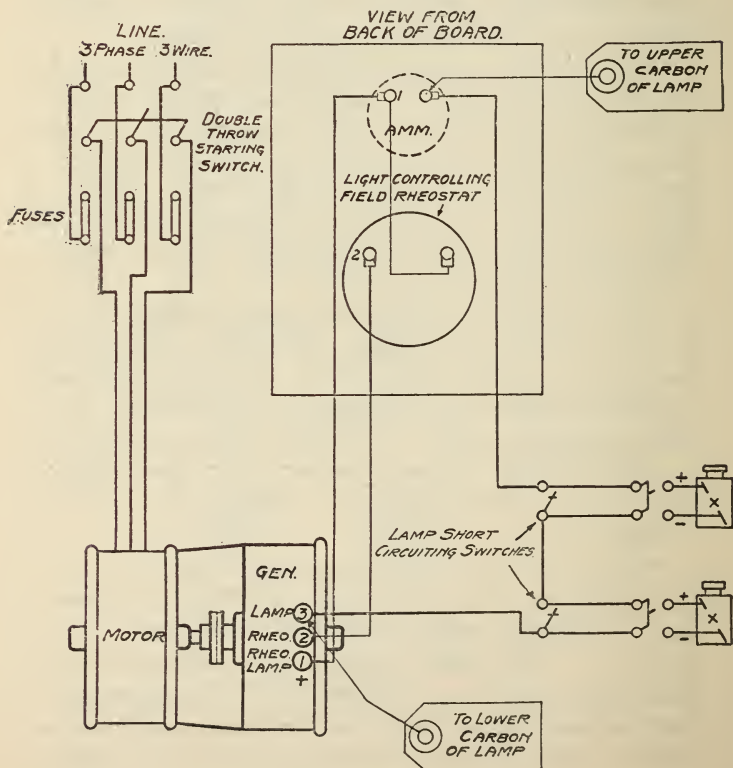 LINE.
3 PHASE 3 WIRE.
DOUBLE
THROW
STARTING
SWITCH.
FUSES
VIEW FROM
BACK OF BOARD.
1
AMM.
LIGHT CONTROLLING
FIELD RHEOSTAT
2
TO UPPER
CARBON
OF LAMP
LAMP SHORT
CIRCUITING SWITCHES.
+
X
-
+
X
-
MOTOR
GEN.
LAMP 3
RHEO. 2
RHEO. 1
LAMP
+
TO LOWER
CARBON
OF LAMP